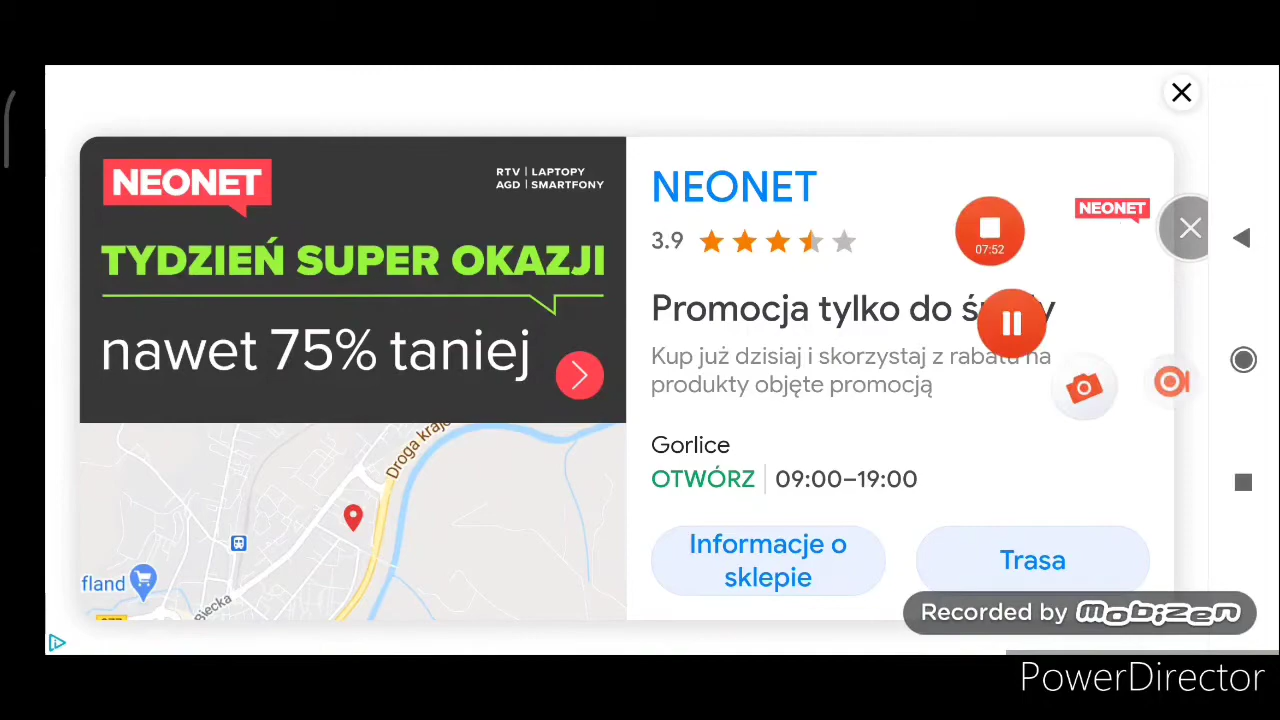 NEONET
RTV | LAPTOPY
AGD | SMARTFONY
TYDZIEŃ SUPER OKAZJI
nawet 75% taniej
Droga kraj
fland
siecka
NEONET
3.9
NEONET
07:52
Promocja tylko do śr
Kup już dzisiaj i skorzystaj z rabatu na
produkty objęte promocją
Gorlice
OTWÓRZ | 09:00–19:00
Informacje o
sklepie
Trasa
Recorded by mobizen
PowerDirector